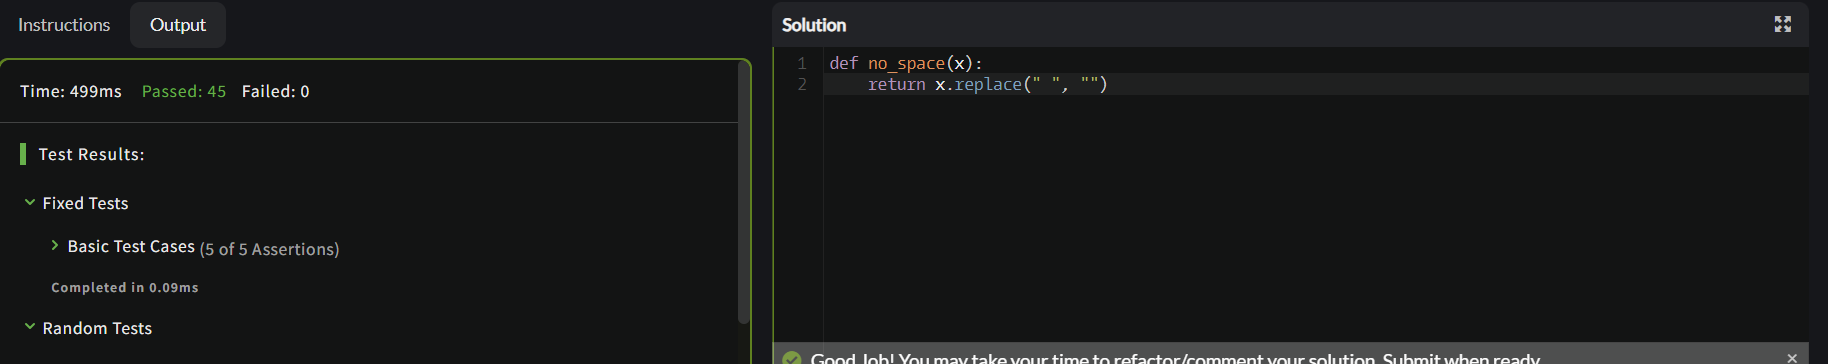 Instructions Output
Time: 499ms Passed: 45 Failed: 0
Test Results:
Fixed Tests
Basic Test Cases (5 of 5 Assertions)
Completed in 0.09ms
Random Tests
Solution
1 def no_space(x):
2 return x.replace(" ", "")
Good Job! You may take your time to refactor/comment your solution. Submit when ready.